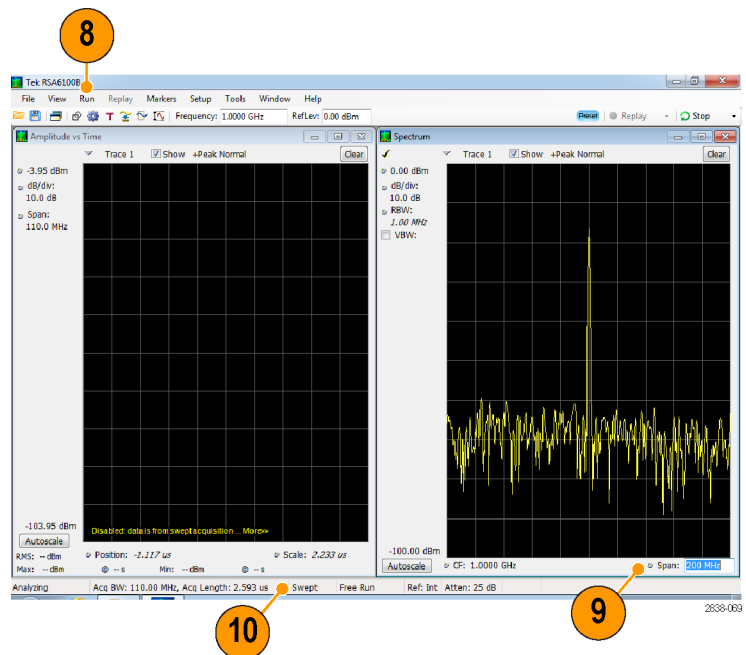 8
Tek RSA6100B
File View Run Replay Markers Setup Tools Window Help
T Frequency: 1.0000 GHz RefLev: 0.00 dBm Preset Replay Stop
Amplitude vs Time
Trace 1 Show +Peak Normal Clear
-3.95 dBm
dB/div:
10.0 dB
Span:
110.0 MHz
-103.95 dBm
Autoscale
Disabled: data is from swept acquisition ... More>>
Position: -1.117 us Scale: 2.233 us
RMS: -- dBm
Max: -- dBm @ -- s Min: -- dBm @ -- s
Spectrum
Trace 1 Show +Peak Normal Clear
0.00 dBm
dB/div:
10.0 dB
RBW:
1.00 MHz
VBW:
-100.00 dBm
Autoscale CF: 1.0000 GHz Span: 200 MHz
Analyzing Acq BW: 110.00 MHz, Acq Length: 2.593 us Swept Free Run Ref: Int Atten: 25 dB
9
10
2838-069